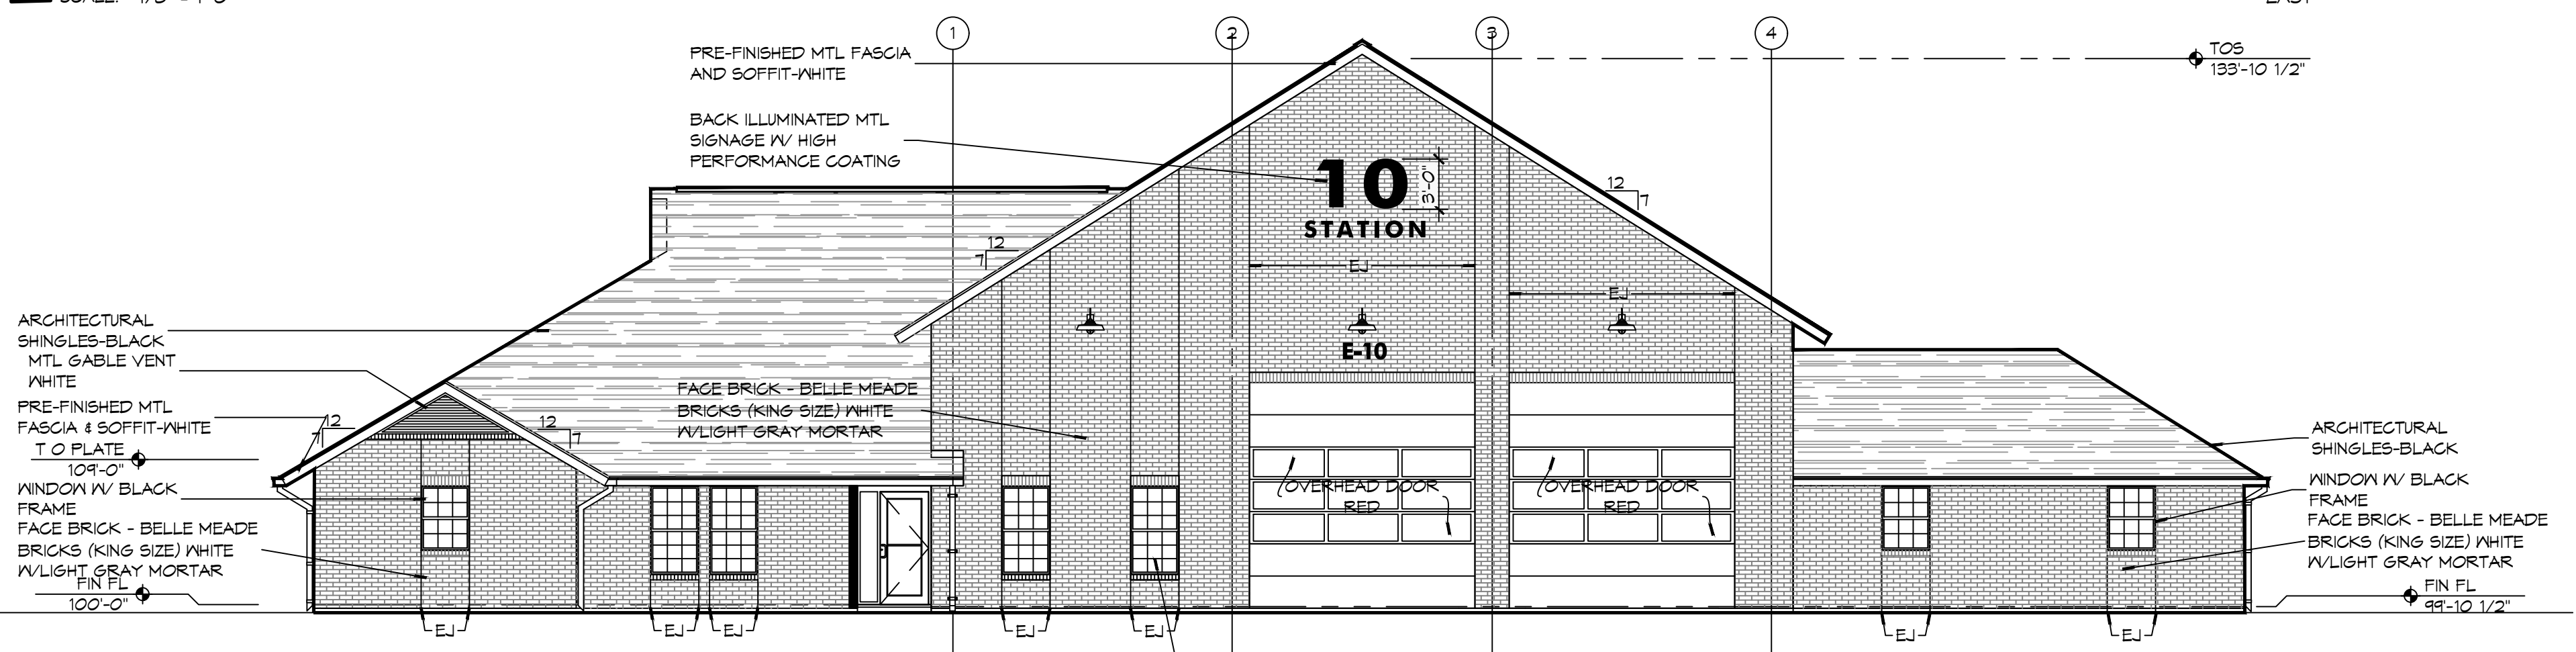 1
2
3
4
PRE-FINISHED MTL FASCIA
AND SOFFIT-WHITE
TOS
133'-10 1/2"
BACK ILLUMINATED MTL
SIGNAGE W/ HIGH
PERFORMANCE COATING
10
3'-0"
STATION
12
7
12
7
EJ
EJ
E-10
ARCHITECTURAL
SHINGLES-BLACK
MTL GABLE VENT
WHITE
PRE-FINISHED MTL
FASCIA & SOFFIT-WHITE
12
7
12
7
T O PLATE
109'-0"
WINDOW W/ BLACK
FRAME
FACE BRICK - BELLE MEADE
BRICKS (KING SIZE) WHITE
W/LIGHT GRAY MORTAR
FIN FL
100'-0"
FACE BRICK - BELLE MEADE
BRICKS (KING SIZE) WHITE
W/LIGHT GRAY MORTAR
OVERHEAD DOOR
RED
OVERHEAD DOOR
RED
ARCHITECTURAL
SHINGLES-BLACK
WINDOW W/ BLACK
FRAME
FACE BRICK - BELLE MEADE
BRICKS (KING SIZE) WHITE
W/LIGHT GRAY MORTAR
FIN FL
99'-10 1/2"
EJ
EJ
EJ
EJ
EJ
EJ
EJ